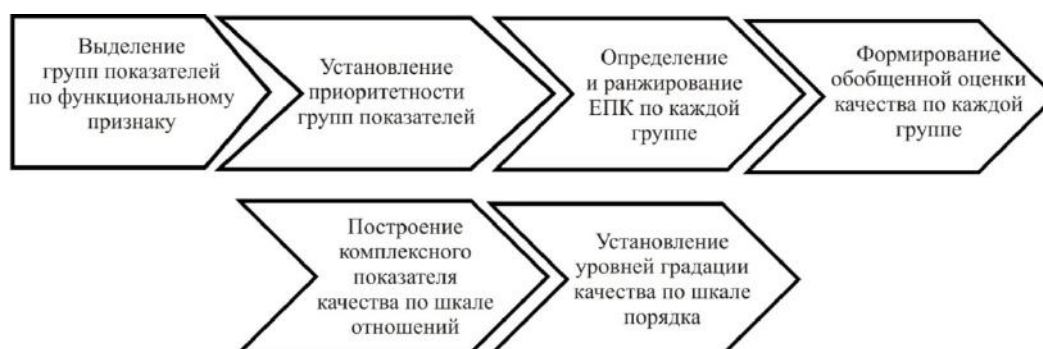 Выделение
групп показателей
по функциональному
признаку
Установление
приоритетности
групп показателей
Определение
и ранжирование
ЕПК по каждой
группе
Формирование
обобщенной оценки
качества по каждой
группе
Построение
комплексного
показателя
качества по шкале
отношений
Установление
уровней градации
качества по шкале
порядка